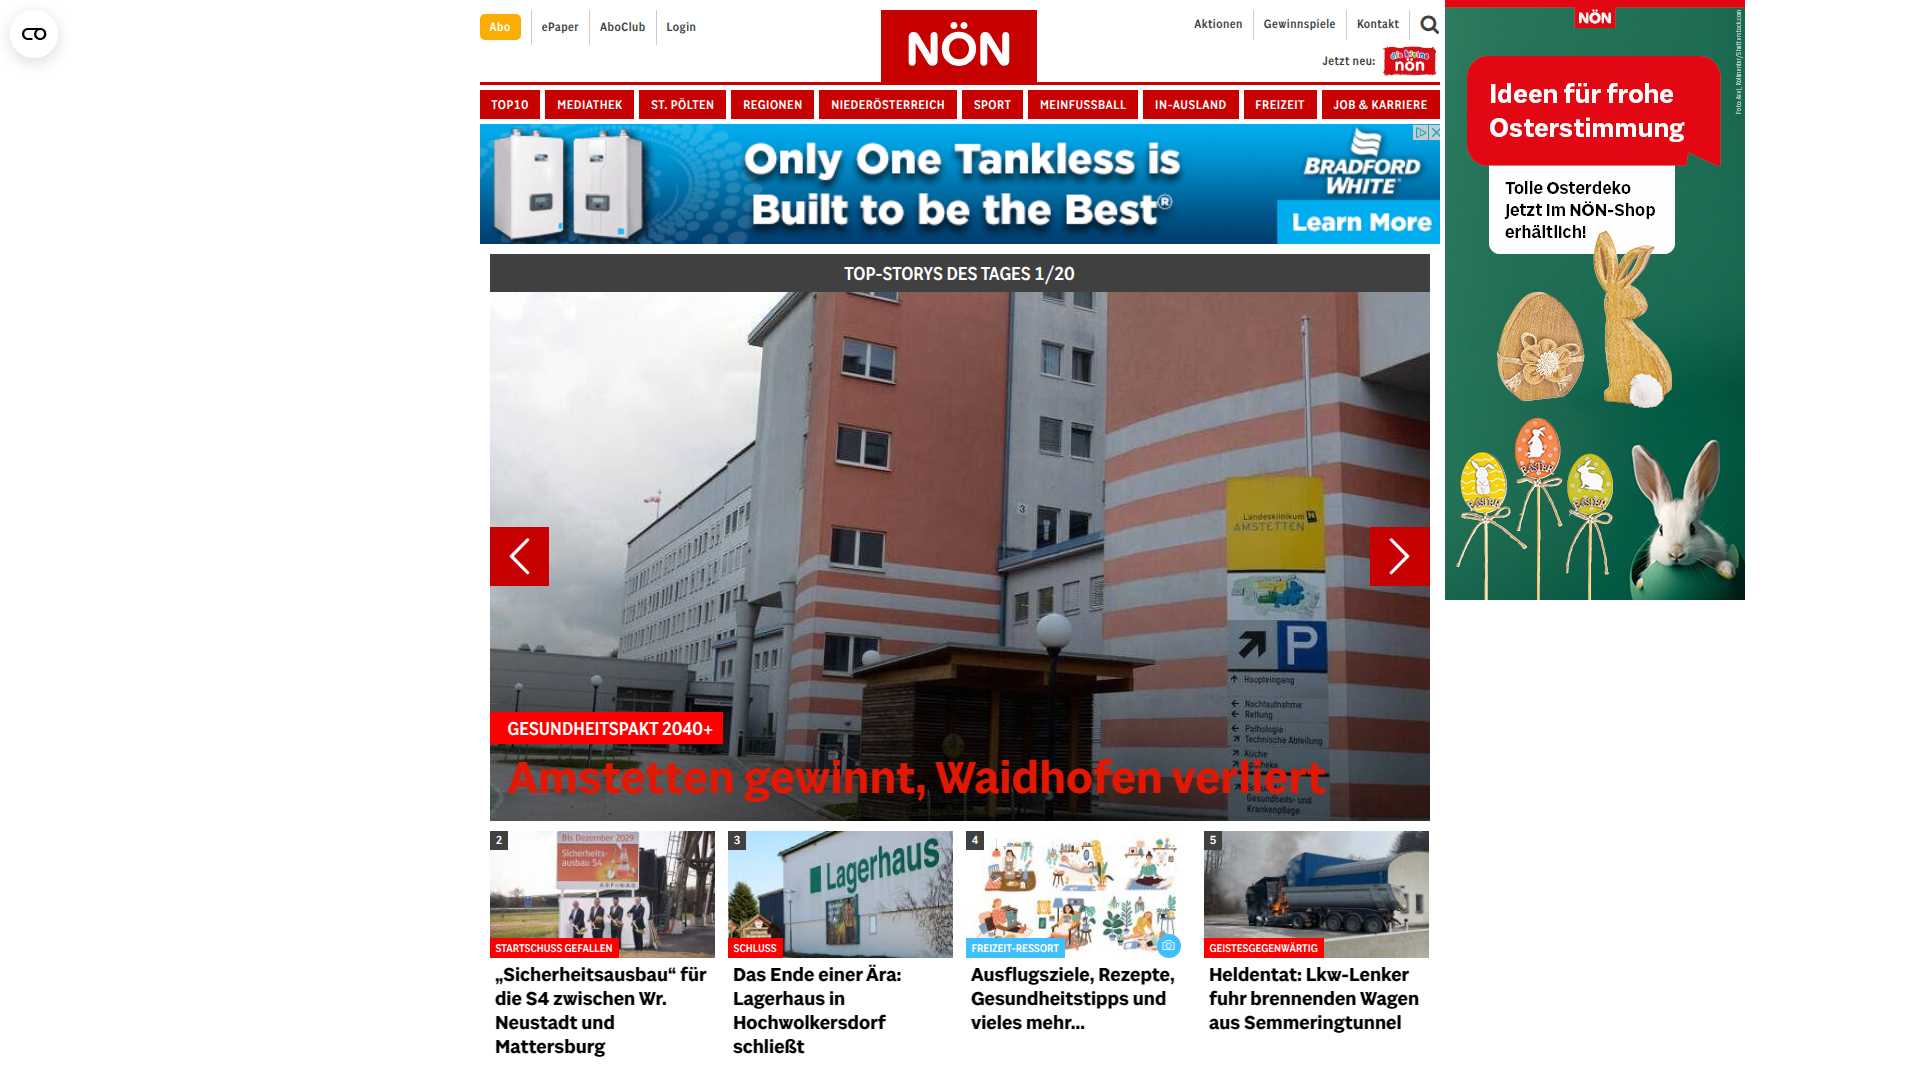 Abo
ePaper
AboClub
Login
NÖN
Aktionen
Gewinnspiele
Kontakt
Jetzt neu:
die kleine
nön
TOP10
MEDIATHEK
ST. PÖLTEN
REGIONEN
NIEDERÖSTERREICH
SPORT
MEINFUSSBALL
IN-AUSLAND
FREIZEIT
JOB & KARRIERE
Only One Tankless is
Built to be the Best®
BRADFORD
WHITE
Learn More
NÖN
Ideen für frohe
Osterstimmung
Tolle Osterdeko
jetzt im NÖN-Shop
erhältlich!
EASTER
EASTER
EASTER
TOP-STORYS DES TAGES 1/20
3
Landesklinikum
AMSTETTEN
P
Haupteingang
Nachtaufnahme
Rettung
Pathologie
Technische Abteilung
Küche
Gesundheits- und
Krankenpflege
GESUNDHEITSPAKT 2040+
Amstetten gewinnt, Waidhofen verliert
2
Bis Dezember 2029
Sicherheits-
ausbau S4
ASFINAG
STARTSCHUSS GEFALLEN
„Sicherheitsausbau“ für
die S4 zwischen Wr.
Neustadt und
Mattersburg
3
Lagerhaus
SCHLUSS
Das Ende einer Ära:
Lagerhaus in
Hochwolkersdorf
schließt
4
FREIZEIT-RESSORT
Ausflugsziele, Rezepte,
Gesundheitstipps und
vieles mehr...
5
GEISTESGEGENWÄRTIG
Heldentat: Lkw-Lenker
fuhr brennenden Wagen
aus Semmeringtunnel